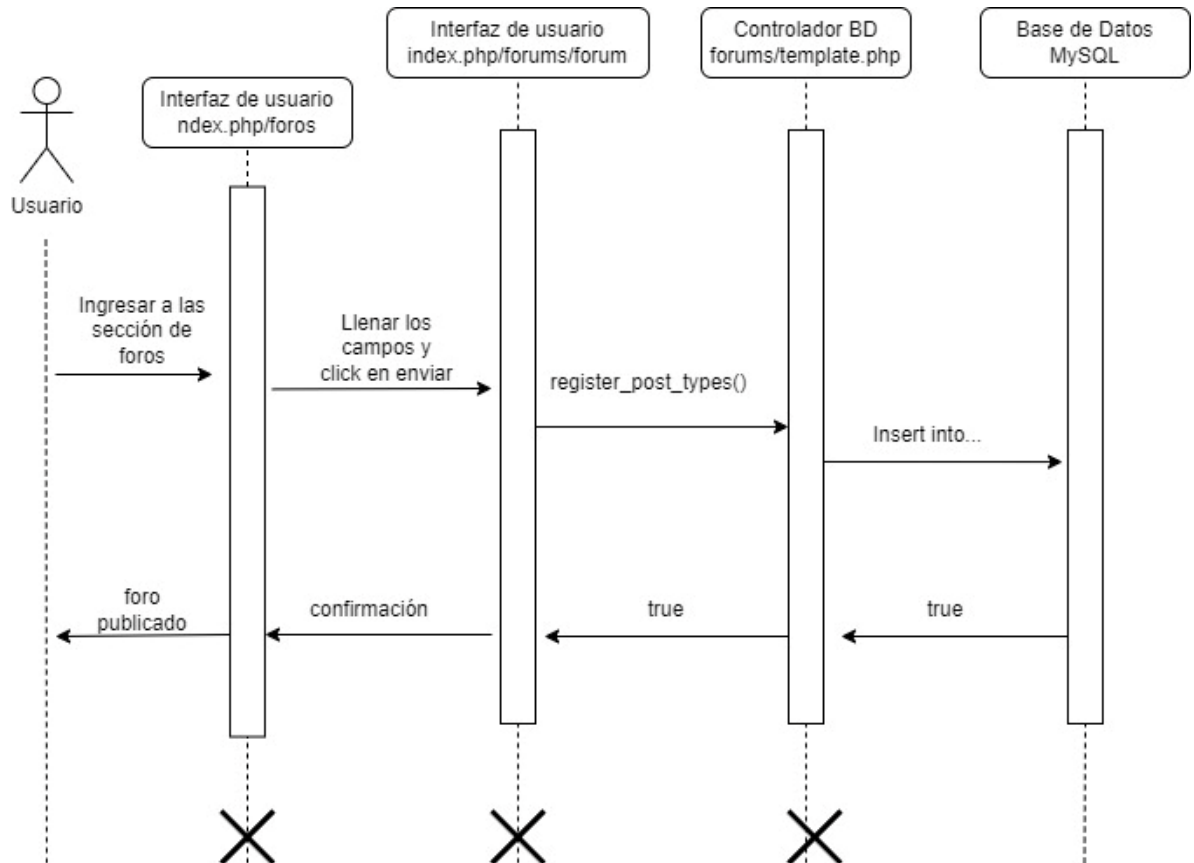 Interfaz de usuario
index.php/forums/forum
Controlador BD
forums/template.php
Base de Datos
MySQL
Interfaz de usuario
ndex.php/foros
Usuario
Ingresar a las
sección de
foros
Llenar los
campos y
click en enviar
register_post_types()
Insert into...
foro
publicado
confirmación
true
true